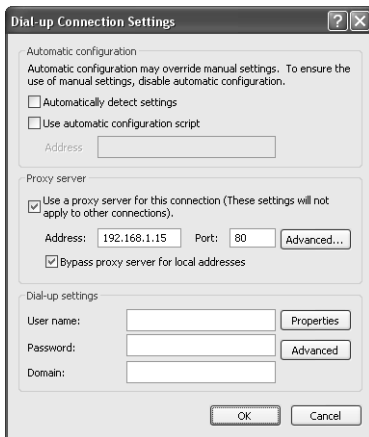 Dial-up Connection Settings
Automatic configuration
Automatic configuration may override manual settings. To ensure the
use of manual settings, disable automatic configuration.
Automatically detect settings
Use automatic configuration script
Address
Proxy server
Use a proxy server for this connection (These settings will not
apply to other connections).
Address: 192.168.1.15 Port: 80 Advanced...
Bypass proxy server for local addresses
Dial-up settings
User name: Properties
Password: Advanced
Domain:
OK Cancel